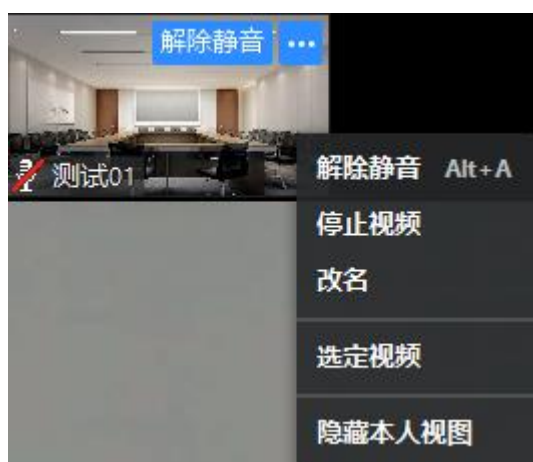 解除静音 ...
测试01
解除静音 Alt+A
停止视频
改名
选定视频
隐藏本人视图